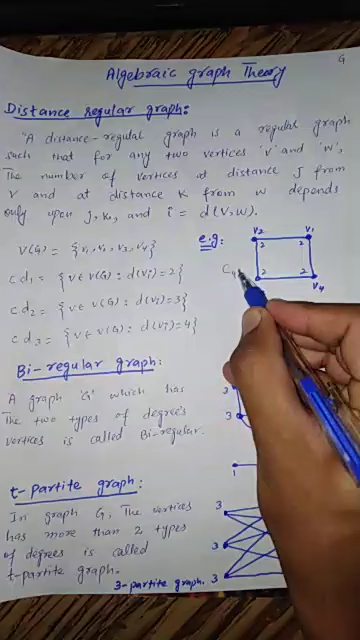 G
Algebraic graph Theory
Distance regular graph:
"A distance-regular graph is a regular graph
such that for any two vertices 'v' and 'w',
The number of vertices at distance J from
v and at distance K from w depends
only upon j, k, and i = d(v,w).
V(G) = {v₁, v₂, v₃, v₄}
e.g:
v₂ v₁
2 2
2 2
v₄
C₄
cd₁ = {v∈v(G): d(vᵢ)=2}
cd₂ = {v∈v(G): d(vᵢ)=3}
cd₃ = {v∈v(G): d(vᵢ)=4}
Bi-regular graph:
A graph 'G' which has
The two types of degree's
vertices is called Bi-regular.
3
3
1
t-partite graph:
In graph G, The vertices
has more than 2 types
of degrees is called
t-partite graph.
3
3
3
3-partite graph.